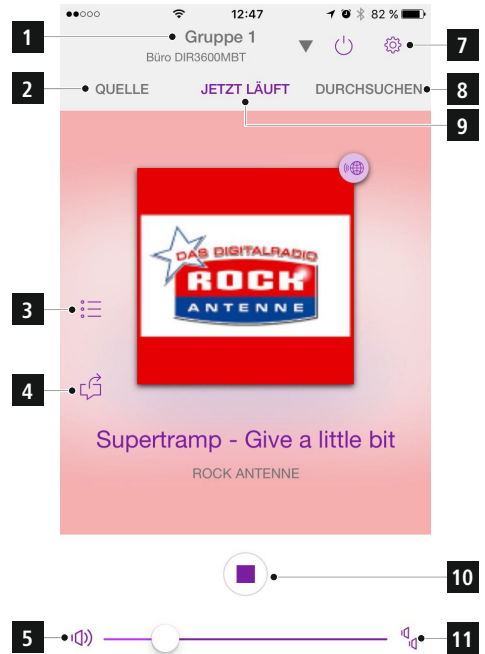 12:47
82 %
1
Gruppe 1
Büro DIR3600MBT
7
2
QUELLE
JETZT LÄUFT
DURCHSUCHEN
8
9
DAS DIGITALRADIO
ROCK
ANTENNE
3
4
Supertramp - Give a little bit
ROCK ANTENNE
10
5
11